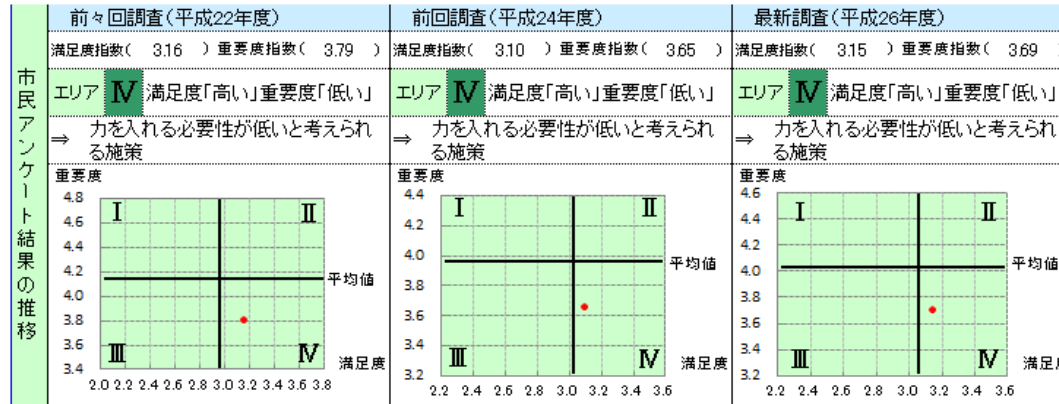 市民アンケート結果の推移
前々回調査(平成22年度)
満足度指数( 3.16 )重要度指数( 3.79 )
エリア Ⅳ 満足度「高い」重要度「低い」
⇒ 力を入れる必要性が低いと考えられ
る施策
重要度
4.8
4.6
4.4
4.2
4.0
3.8
3.6
3.4
Ⅰ Ⅱ
平均値
Ⅲ Ⅳ
満足度
2.0 2.2 2.4 2.6 2.8 3.0 3.2 3.4 3.6 3.8
前回調査(平成24年度)
満足度指数( 3.10 )重要度指数( 3.65 )
エリア Ⅳ 満足度「高い」重要度「低い」
⇒ 力を入れる必要性が低いと考えられ
る施策
重要度
4.4
4.2
4.0
3.8
3.6
3.4
3.2
Ⅰ Ⅱ
平均値
Ⅲ Ⅳ
満足度
2.2 2.4 2.6 2.8 3.0 3.2 3.4 3.6
最新調査(平成26年度)
満足度指数( 3.15 )重要度指数( 3.69
エリア Ⅳ 満足度「高い」重要度「低い」
⇒ 力を入れる必要性が低いと考えられ
る施策
重要度
4.6
4.4
4.2
4.0
3.8
3.6
3.4
3.2
Ⅰ Ⅱ
平均値
Ⅲ Ⅳ
満足度
2.2 2.4 2.6 2.8 3.0 3.2 3.4 3.6